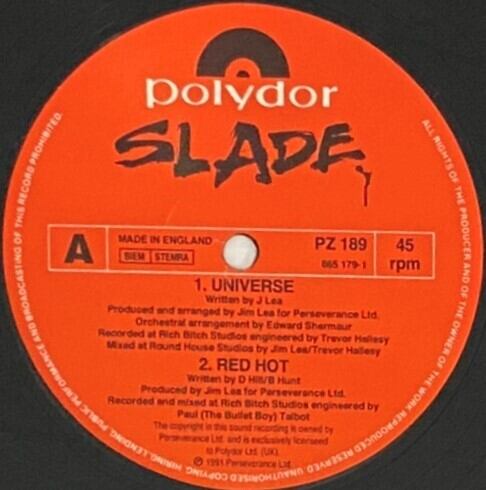 polydor
SLADE
A
MADE IN ENGLAND
BIEM STEMRA
PZ 189
865 179-1
45
rpm
1. UNIVERSE
Written by J Lea
Produced and arranged by Jim Lea for Perseverance Ltd.
Orchestral arrangement by Edward Shermaur
Recorded at Rich Bitch Studios engineered by Trevor Hallesy
Mixed at Round House Studios by Jim Lea/Trevor Hallesy
2. RED HOT
Written by D Hill/B Hunt
Produced by Jim Lea for Perseverance Ltd.
Recorded and mixed at Rich Bitch Studios engineered by
Paul (The Bullet Boy) Talbot
The copyright in this sound recording is owned by
Perseverance Ltd. and is exclusively licensed
to Polydor Ltd. (UK).
℗ 1991 Perseverance Ltd.
ALL RIGHTS OF THE PRODUCER AND OF THE OWNER OF THE WORK REPRODUCED RESERVED. UNAUTHORISED COPYING, HIRING, LENDING, PUBLIC PERFORMANCE AND BROADCASTING OF THIS RECORD PROHIBITED.